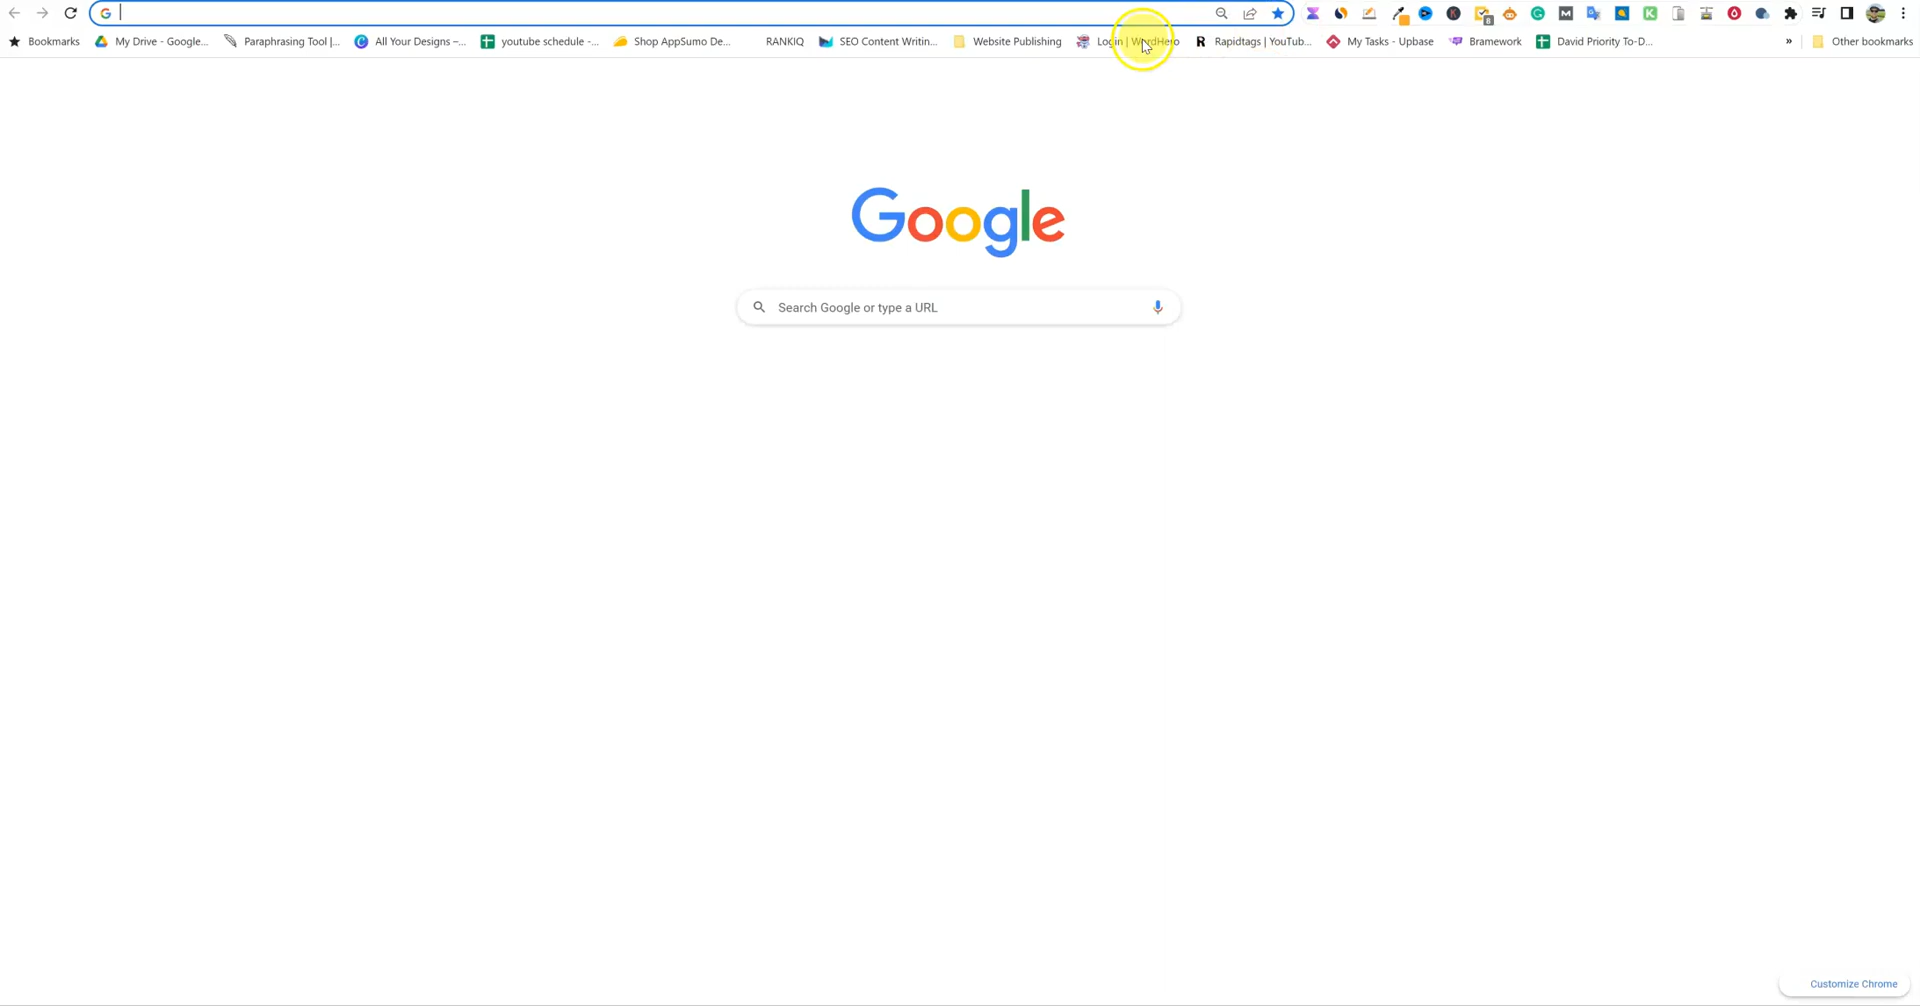 Bookmarks My Drive - Google... Paraphrasing Tool |... All Your Designs –... youtube schedule -... Shop AppSumo De... RANKIQ SEO Content Writin... Website Publishing Login | WordHero Rapidtags | YouTub... My Tasks - Upbase Bramework David Priority To-D... » Other bookmarks
Google
Search Google or type a URL
Customize Chrome